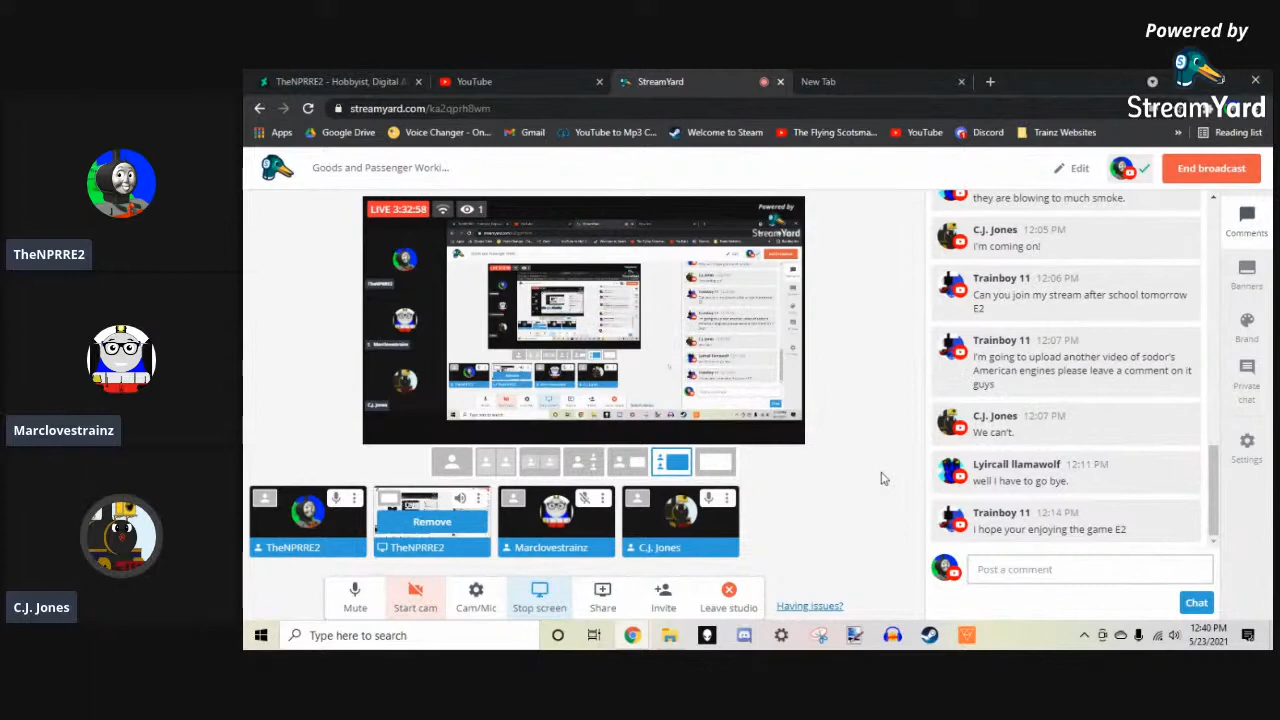 Powered by
StreamYard
TheNPRRE2
Marclovestrainz
C.J. Jones
TheNPRRE2 - Hobbyist, Digital A
YouTube
StreamYard
New Tab
streamyard.com/ka2qprh8wm
Apps
Google Drive
Voice Changer - On...
Gmail
YouTube to Mp3 C...
Welcome to Steam
The Flying Scotsma...
YouTube
Discord
Trainz Websites
Reading list
Goods and Passenger Worki...
Edit
End broadcast
LIVE 3:32:58
1
Powered by
StreamYard
TheNPRRE2
Marclovestrainz
C.J. Jones
they are blowing to much smoke.
C.J. Jones 12:05 PM
I'm coming on!
Trainboy 11 12:06 PM
Can you join my stream after school tomorrow
E2
Trainboy 11 12:07 PM
I'm going to upload another video of sodor's
American engines please leave a comment on it
guys
C.J. Jones 12:07 PM
We can't.
Lyircall llamawolf 12:11 PM
well I have to go bye.
Trainboy 11 12:14 PM
I hope your enjoying the game E2
Post a comment
Chat
Comments
Banners
Brand
Private
chat
Settings
TheNPRRE2
Remove
TheNPRRE2
Marclovestrainz
C.J. Jones
Mute
Start cam
Cam/Mic
Stop screen
Share
Invite
Leave studio
Having issues?
Type here to search
12:40 PM
5/23/2021